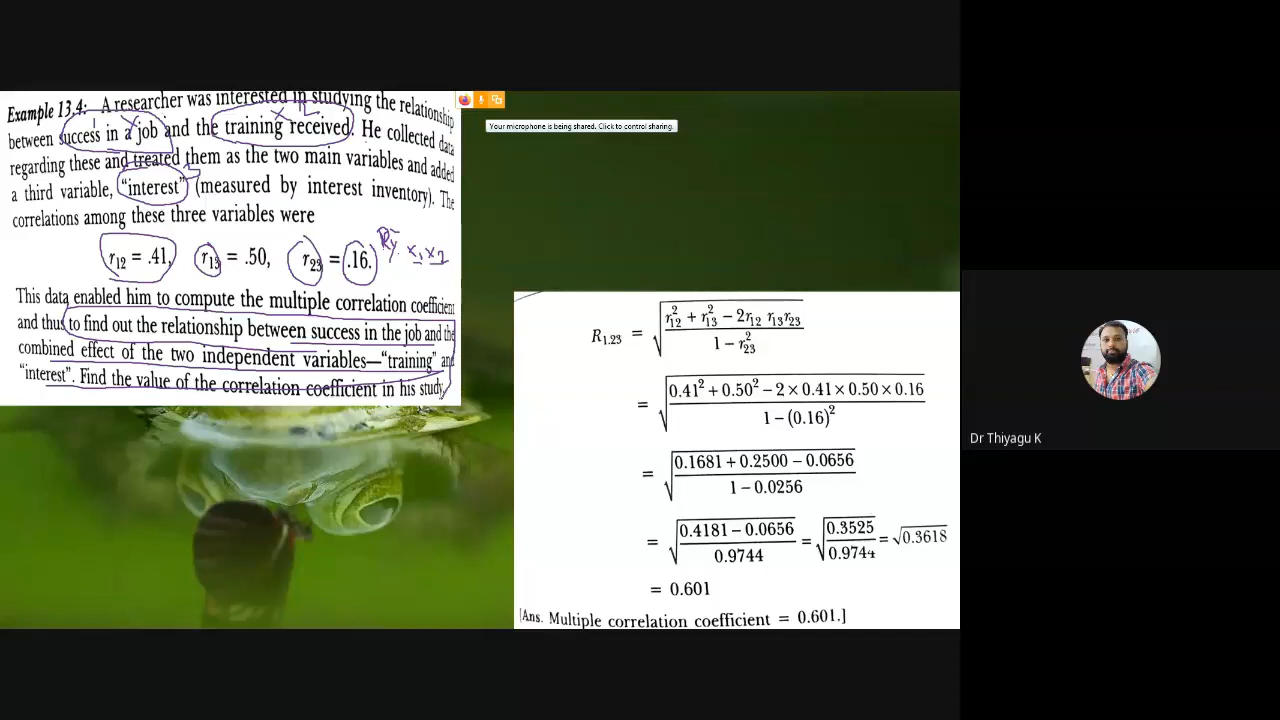 Example 13.4: A researcher was interested in studying the relationship
between success in a job and the training received. He collected data
regarding these and treated them as the two main variables and added
a third variable, "interest" (measured by interest inventory). The
correlations among these three variables were
r12 = .41, r13 = .50, r23 = .16.
Ry. x1 x2
This data enabled him to compute the multiple correlation coefficient
and thus to find out the relationship between success in the job and the
combined effect of the two independent variables—"training" and
"interest". Find the value of the correlation coefficient in his study
Your microphone is being shared. Click to control sharing.
R1.23 = √((r12² + r13² − 2r12 r13r23) / (1 − r23²))
= √((0.41² + 0.50² − 2 × 0.41 × 0.50 × 0.16) / (1 − (0.16)²))
= √((0.1681 + 0.2500 − 0.0656) / (1 − 0.0256))
= √((0.4181 − 0.0656) / 0.9744) = √(0.3525 / 0.9744) = √0.3618
= 0.601
[Ans. Multiple correlation coefficient = 0.601.]
Dr Thiyagu K